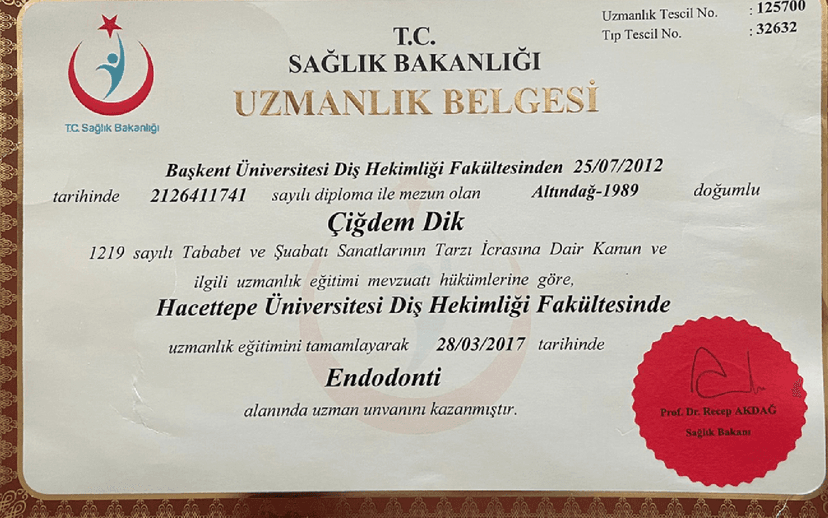 Uzmanlık Tescil No. : 125700
Tıp Tescil No. : 32632
T.C.
SAĞLIK BAKANLIĞI
UZMANLIK BELGESİ
T.C. Sağlık Bakanlığı
Başkent Üniversitesi Diş Hekimliği Fakültesinden 25/07/2012
tarihinde 2126411741 sayılı diploma ile mezun olan Altındağ-1989 doğumlu
Çiğdem Dik
1219 sayılı Tababet ve Şuabatı Sanatlarının Tarzı İcrasına Dair Kanun ve
ilgili uzmanlık eğitimi mevzuatı hükümlerine göre,
Hacettepe Üniversitesi Diş Hekimliği Fakültesinde
uzmanlık eğitimini tamamlayarak 28/03/2017 tarihinde
Endodonti
alanında uzman unvanını kazanmıştır.
Prof. Dr. Recep AKDAĞ
Sağlık Bakanı